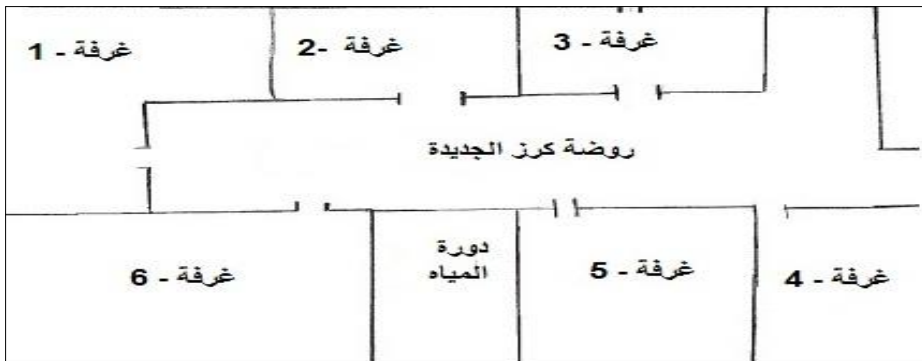 غرفة - 1
غرفة -2
غرفة - 3
روضة كرز الجديدة
غرفة - 4
غرفة - 5
دورة
المياه
غرفة - 6